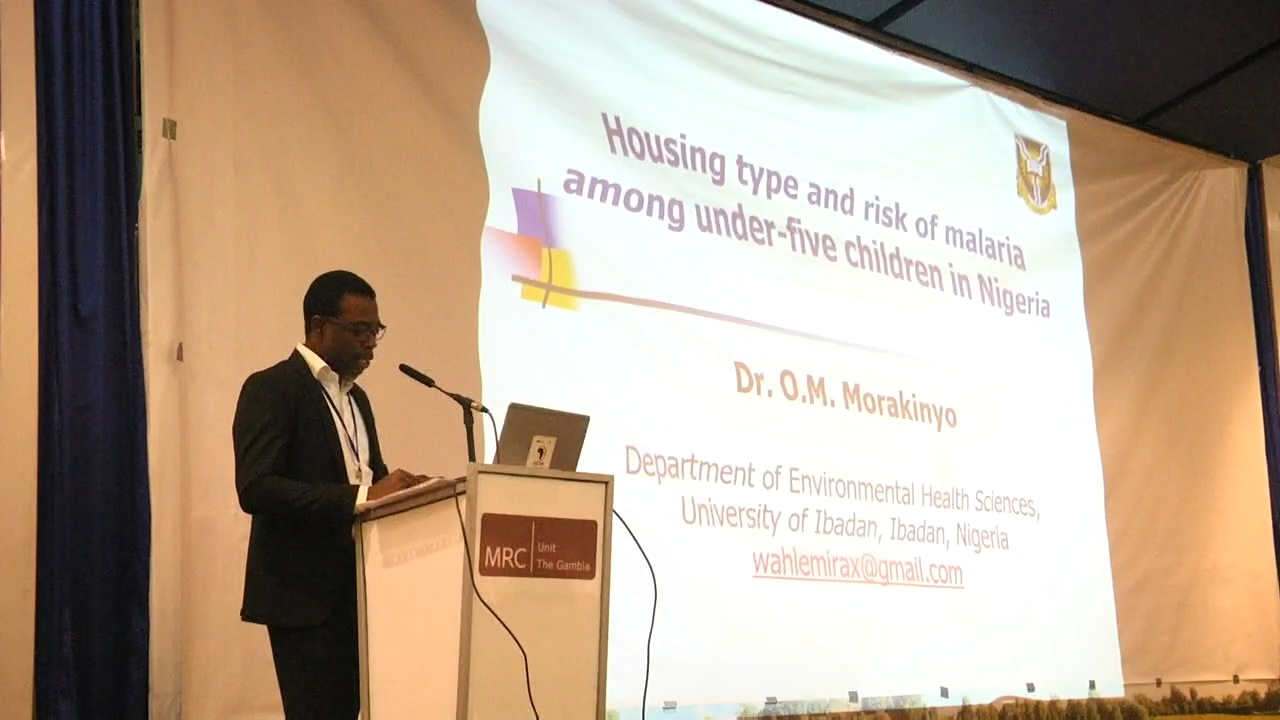 Housing type and risk of malaria
among under-five children in Nigeria
Dr. O.M. Morakinyo
Department of Environmental Health Sciences,
University of Ibadan, Ibadan, Nigeria
wahlemirax@gmail.com
MRC
Unit
The Gambia